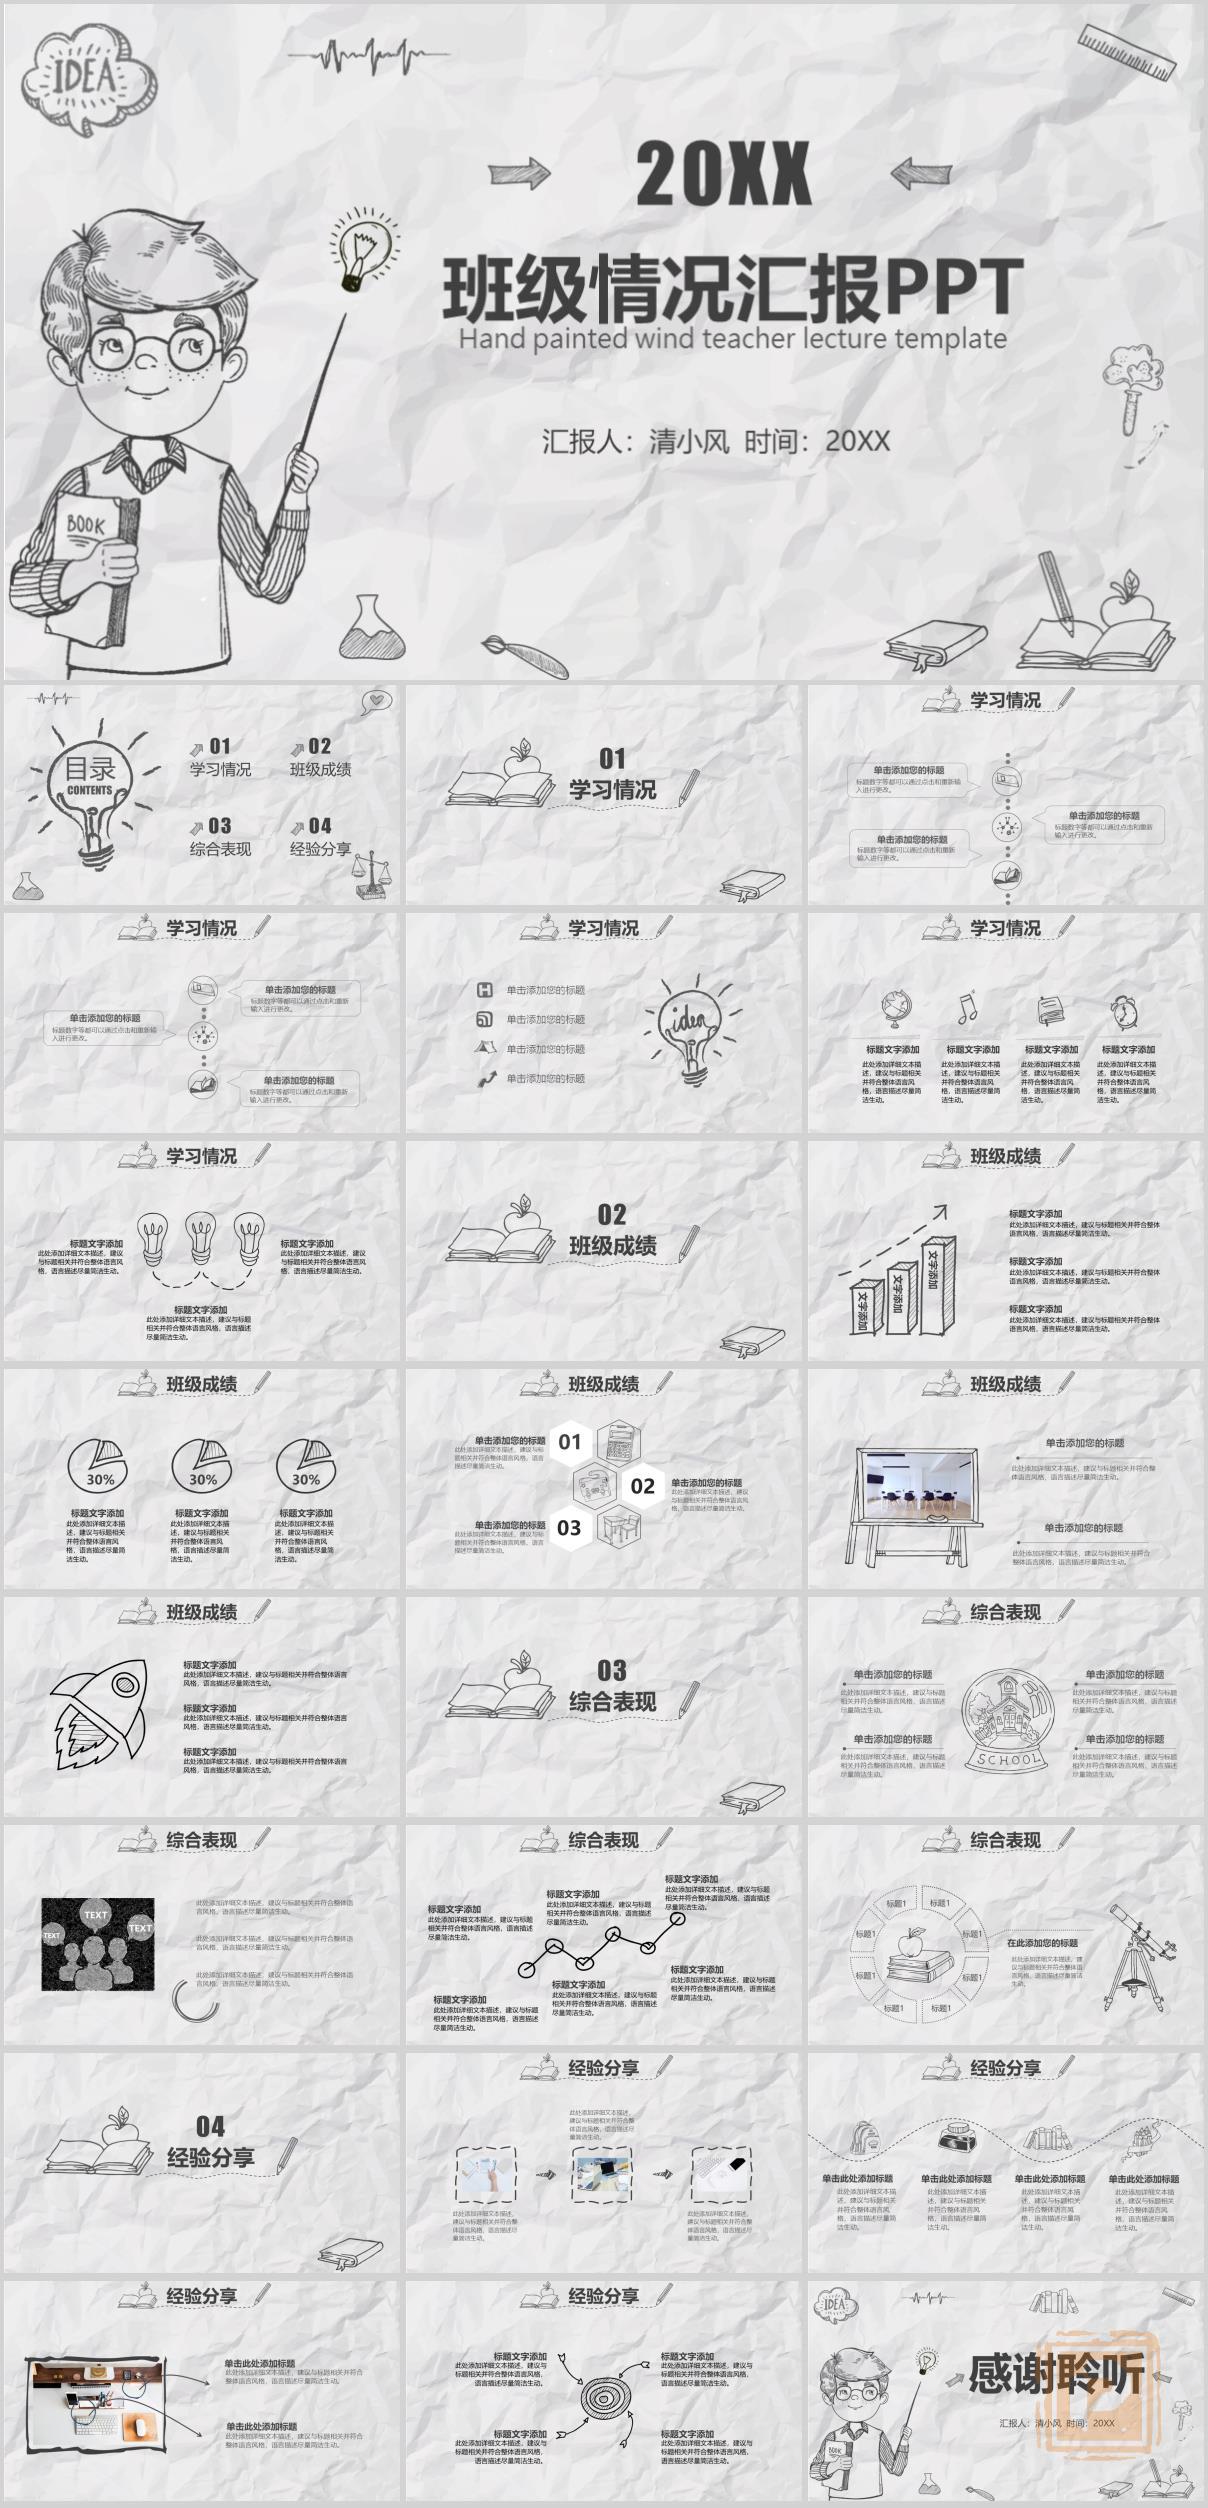 IDEA
20XX
班级情况汇报PPT
Hand painted wind teacher lecture template
汇报人：清小风 时间：20XX
BOOK
目录
CONTENTS
01
学习情况
02
班级成绩
03
综合表现
04
经验分享
01
学习情况
学习情况
单击添加您的标题
标题数字等都可以通过点击和重新输
入进行更改。
单击添加您的标题
标题数字等都可以通过点击和重新
输入进行更改。
单击添加您的标题
标题数字等都可以通过点击和重新
输入进行更改。
学习情况
单击添加您的标题
标题数字等都可以通过点击和重新
输入进行更改。
单击添加您的标题
标题数字等都可以通过点击和重新输
入进行更改。
单击添加您的标题
标题数字等都可以通过点击和重新
输入进行更改。
学习情况
单击添加您的标题
单击添加您的标题
单击添加您的标题
单击添加您的标题
idea
学习情况
标题文字添加
此处添加详细文本描
述，建议与标题相关
并符合整体语言风
格，语言描述尽量简
洁生动。
标题文字添加
此处添加详细文本描
述，建议与标题相关
并符合整体语言风
格，语言描述尽量简
洁生动。
标题文字添加
此处添加详细文本描
述，建议与标题相关
并符合整体语言风
格，语言描述尽量简
洁生动。
标题文字添加
此处添加详细文本描
述，建议与标题相关
并符合整体语言风
格，语言描述尽量简
洁生动。
学习情况
标题文字添加
此处添加详细文本描述，建议
与标题相关并符合整体语言风
格，语言描述尽量简洁生动。
标题文字添加
此处添加详细文本描述，建议
与标题相关并符合整体语言风
格，语言描述尽量简洁生动。
标题文字添加
此处添加详细文本描述，建议与标题
相关并符合整体语言风格，语言描述
尽量简洁生动。
02
班级成绩
班级成绩
文字添加
文字添加
文字添加
标题文字添加
此处添加详细文本描述，建议与标题相关并符合整体
语言风格，语言描述尽量简洁生动。
标题文字添加
此处添加详细文本描述，建议与标题相关并符合整体
语言风格，语言描述尽量简洁生动。
标题文字添加
此处添加详细文本描述，建议与标题相关并符合整体
语言风格，语言描述尽量简洁生动。
班级成绩
30%
30%
30%
标题文字添加
此处添加详细文本描
述，建议与标题相关
并符合整体语言风
格，语言描述尽量简
洁生动。
标题文字添加
此处添加详细文本描
述，建议与标题相关
并符合整体语言风
格，语言描述尽量简
洁生动。
标题文字添加
此处添加详细文本描
述，建议与标题相关
并符合整体语言风
格，语言描述尽量简
洁生动。
班级成绩
单击添加您的标题
此处添加详细文本描述，建议与标
题相关并符合整体语言风格，语言
描述尽量简洁生动。
01
02
单击添加您的标题
此处添加详细文本描述，建议
与标题相关并符合整体语言风
格，语言描述尽量简洁生动。
03
单击添加您的标题
此处添加详细文本描述，建议与标
题相关并符合整体语言风格，语言
描述尽量简洁生动。
班级成绩
单击添加您的标题
此处添加详细文本描述，建议与标题相关并符合整
体语言风格，语言描述尽量简洁生动。
单击添加您的标题
此处添加详细文本描述，建议与标题相关并符合
整体语言风格，语言描述尽量简洁生动。
班级成绩
标题文字添加
此处添加详细文本描述，建议与标题相关并符合整体语言
风格，语言描述尽量简洁生动。
标题文字添加
此处添加详细文本描述，建议与标题相关并符合整体语言
风格，语言描述尽量简洁生动。
标题文字添加
此处添加详细文本描述，建议与标题相关并符合整体语言
风格，语言描述尽量简洁生动。
03
综合表现
综合表现
单击添加您的标题
此处添加详细文本描述，建议与标题
相关并符合整体语言风格，语言描述
尽量简洁生动。
单击添加您的标题
此处添加详细文本描述，建议与标题
相关并符合整体语言风格，语言描述
尽量简洁生动。
SCHOOL
单击添加您的标题
此处添加详细文本描述，建议与标题
相关并符合整体语言风格，语言描述
尽量简洁生动。
单击添加您的标题
此处添加详细文本描述，建议与标题
相关并符合整体语言风格，语言描述
尽量简洁生动。
综合表现
TEXT
TEXT
TEXT
此处添加详细文本描述，建议与标题相关并符合整体语
言风格，语言描述尽量简洁生动。
此处添加详细文本描述，建议与标题相关并符合整体语
言风格，语言描述尽量简洁生动。
此处添加详细文本描述，建议与标题相关并符合整体语
言风格，语言描述尽量简洁生动。
综合表现
标题文字添加
此处添加详细文本描述，建议与标题
相关并符合整体语言风格，语言描述
尽量简洁生动。
标题文字添加
此处添加详细文本描述，建议与标题
相关并符合整体语言风格，语言描述
尽量简洁生动。
标题文字添加
此处添加详细文本描述，建议与标题
相关并符合整体语言风格，语言描述
尽量简洁生动。
标题文字添加
此处添加详细文本描述，建议与标题
相关并符合整体语言风格，语言描述
尽量简洁生动。
标题文字添加
此处添加详细文本描述，建议与标题
相关并符合整体语言风格，语言描述
尽量简洁生动。
标题文字添加
此处添加详细文本描述，建议与标题
相关并符合整体语言风格，语言描述
尽量简洁生动。
综合表现
标题1
标题1
标题1
标题1
标题1
标题1
标题1
标题1
在此添加您的标题
此处添加详细文本描述，建
议与标题相关并符合整体语
言风格，语言描述尽量简洁
生动。
04
经验分享
经验分享
此处添加详细文本描述，
建议与标题相关并符合整
体语言风格，语言描述尽
量简洁生动。
此处添加详细文本描述，
建议与标题相关并符合整
体语言风格，语言描述尽
量简洁生动。
此处添加详细文本描述，
建议与标题相关并符合整
体语言风格，语言描述尽
量简洁生动。
经验分享
单击此处添加标题
此处添加详细文本描
述，建议与标题相关
并符合整体语言风
格，语言描述尽量简
洁生动。
单击此处添加标题
此处添加详细文本描
述，建议与标题相关
并符合整体语言风
格，语言描述尽量简
洁生动。
单击此处添加标题
此处添加详细文本描
述，建议与标题相关
并符合整体语言风
格，语言描述尽量简
洁生动。
单击此处添加标题
此处添加详细文本描
述，建议与标题相关
并符合整体语言风
格，语言描述尽量简
洁生动。
经验分享
单击此处添加标题
此处添加详细文本描述，建议与标题相关并符合
整体语言风格，语言描述尽量简洁生动。
单击此处添加标题
此处添加详细文本描述，建议与标题相关并符合
整体语言风格，语言描述尽量简洁生动。
经验分享
标题文字添加
此处添加详细文本描述，建议与
标题相关并符合整体语言风格，
语言描述尽量简洁生动。
标题文字添加
此处添加详细文本描述，建议与
标题相关并符合整体语言风格，
语言描述尽量简洁生动。
标题文字添加
此处添加详细文本描述，建议与
标题相关并符合整体语言风格，
语言描述尽量简洁生动。
标题文字添加
此处添加详细文本描述，建议与
标题相关并符合整体语言风格，
语言描述尽量简洁生动。
IDEA
感谢聆听
汇报人：清小风 时间：20XX
BOOK